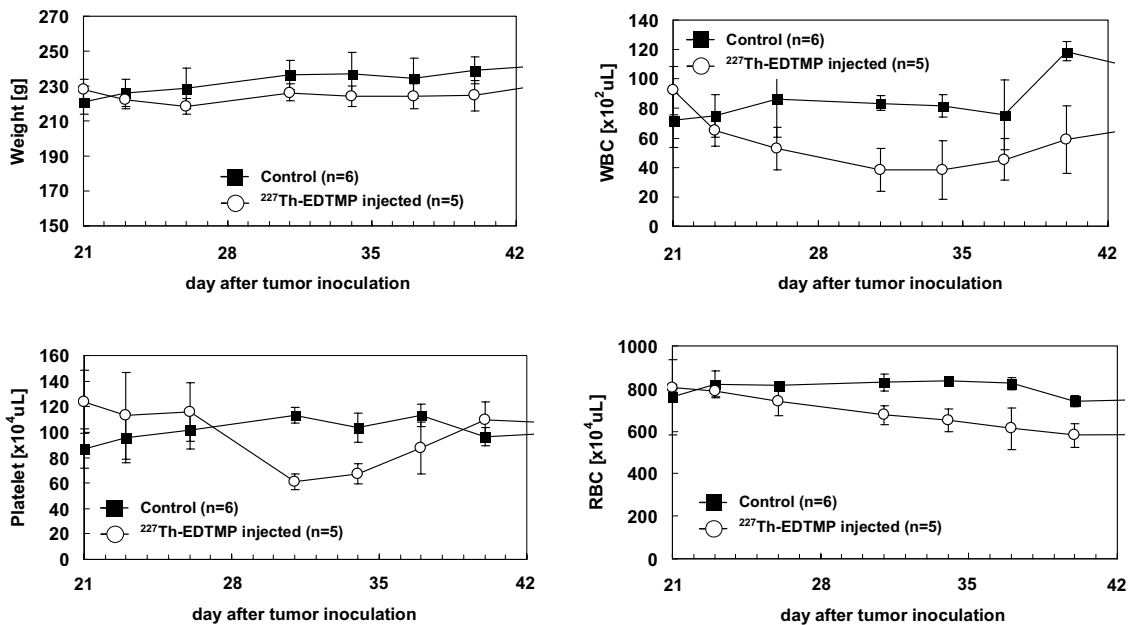 270
250
230
210
190
170
150
Weight [g]
Control (n=6)
²²⁷Th-EDTMP injected (n=5)
21 28 35 42
day after tumor inoculation
140
120
100
80
60
40
20
0
WBC [x10²uL]
Control (n=6)
²²⁷Th-EDTMP injected (n=5)
21 28 35 42
day after tumor inoculation
160
140
120
100
80
60
40
20
0
Platelet [x10⁴uL]
Control (n=6)
²²⁷Th-EDTMP injected (n=5)
21 28 35 42
day after tumor inoculation
1000
800
600
400
200
0
RBC [x10⁴uL]
Control (n=6)
²²⁷Th-EDTMP injected (n=5)
21 28 35 42
day after tumor inoculation